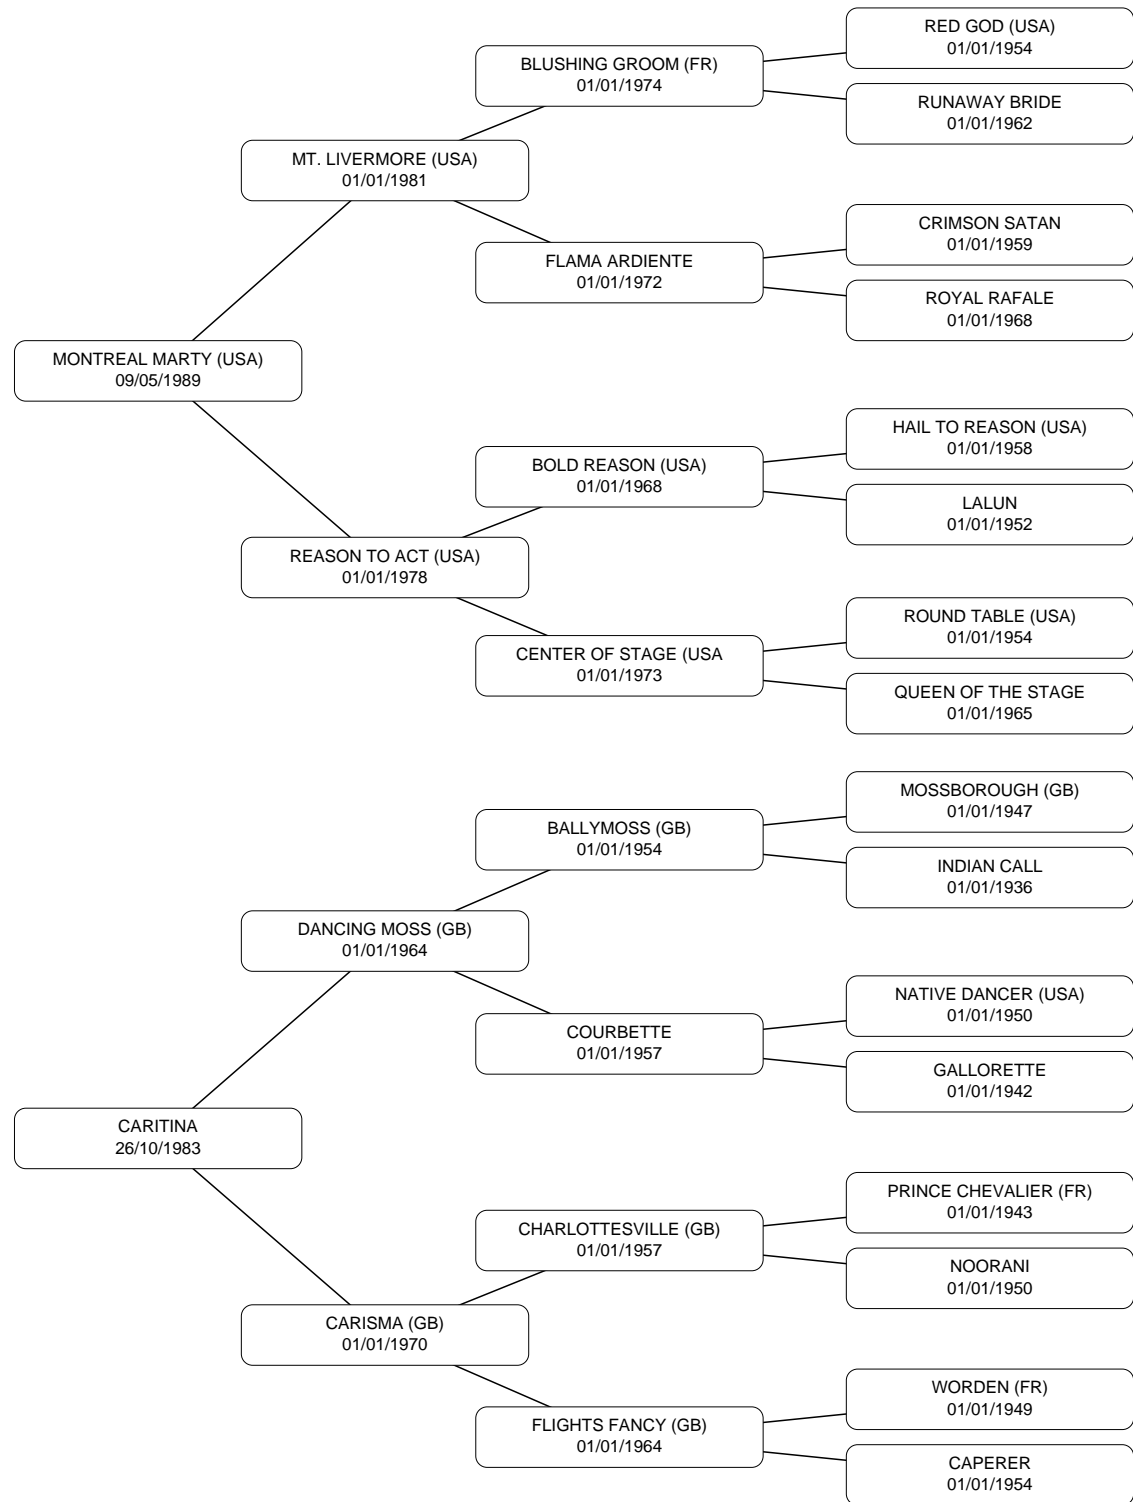 RED GOD (USA)
01/01/1954
BLUSHING GROOM (FR)
01/01/1974
RUNAWAY BRIDE
01/01/1962
MT. LIVERMORE (USA)
01/01/1981
CRIMSON SATAN
01/01/1959
FLAMA ARDIENTE
01/01/1972
ROYAL RAFALE
01/01/1968
MONTREAL MARTY (USA)
09/05/1989
HAIL TO REASON (USA)
01/01/1958
BOLD REASON (USA)
01/01/1968
LALUN
01/01/1952
REASON TO ACT (USA)
01/01/1978
ROUND TABLE (USA)
01/01/1954
CENTER OF STAGE (USA
01/01/1973
QUEEN OF THE STAGE
01/01/1965
MOSSBOROUGH (GB)
01/01/1947
BALLYMOSS (GB)
01/01/1954
INDIAN CALL
01/01/1936
DANCING MOSS (GB)
01/01/1964
NATIVE DANCER (USA)
01/01/1950
COURBETTE
01/01/1957
GALLORETTE
01/01/1942
CARITINA
26/10/1983
PRINCE CHEVALIER (FR)
01/01/1943
CHARLOTTESVILLE (GB)
01/01/1957
NOORANI
01/01/1950
CARISMA (GB)
01/01/1970
WORDEN (FR)
01/01/1949
FLIGHTS FANCY (GB)
01/01/1964
CAPERER
01/01/1954